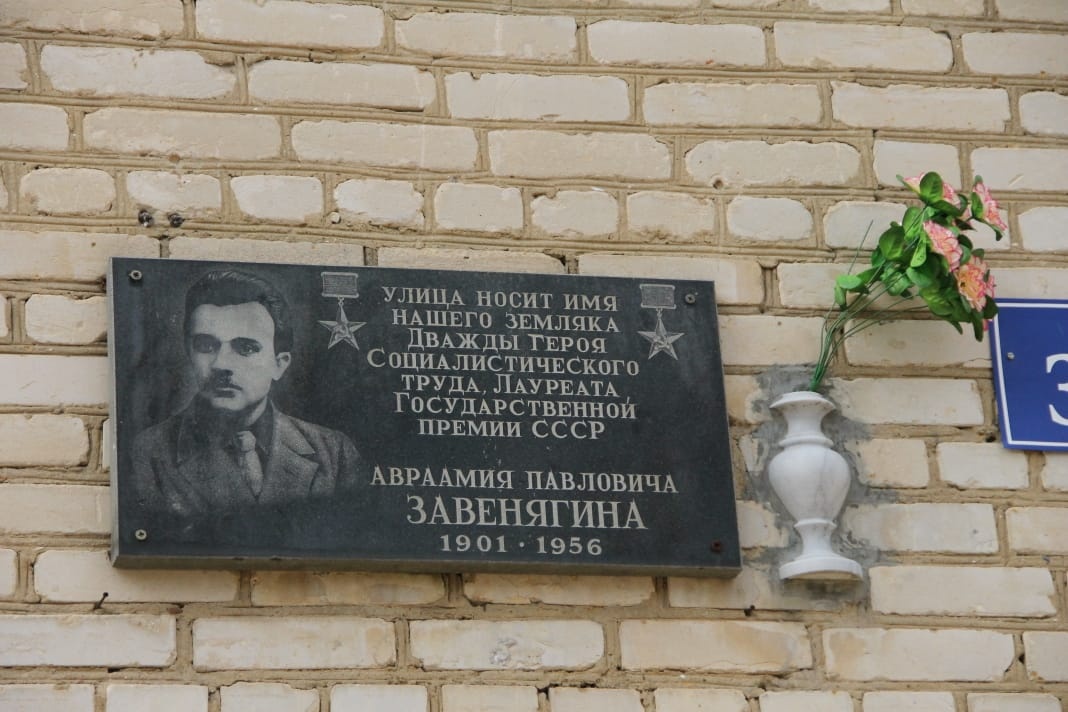 Улица носит имя
нашего земляка
Дважды Героя
Социалистического
труда, Лауреата
Государственной
премии СССР
Авраамия Павловича
ЗАВЕНЯГИНА
1901 · 1956